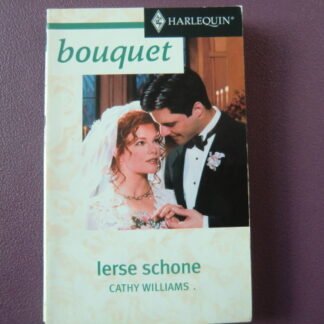 HARLEQUIN®
bouquet
Ierse schone
CATHY WILLIAMS .